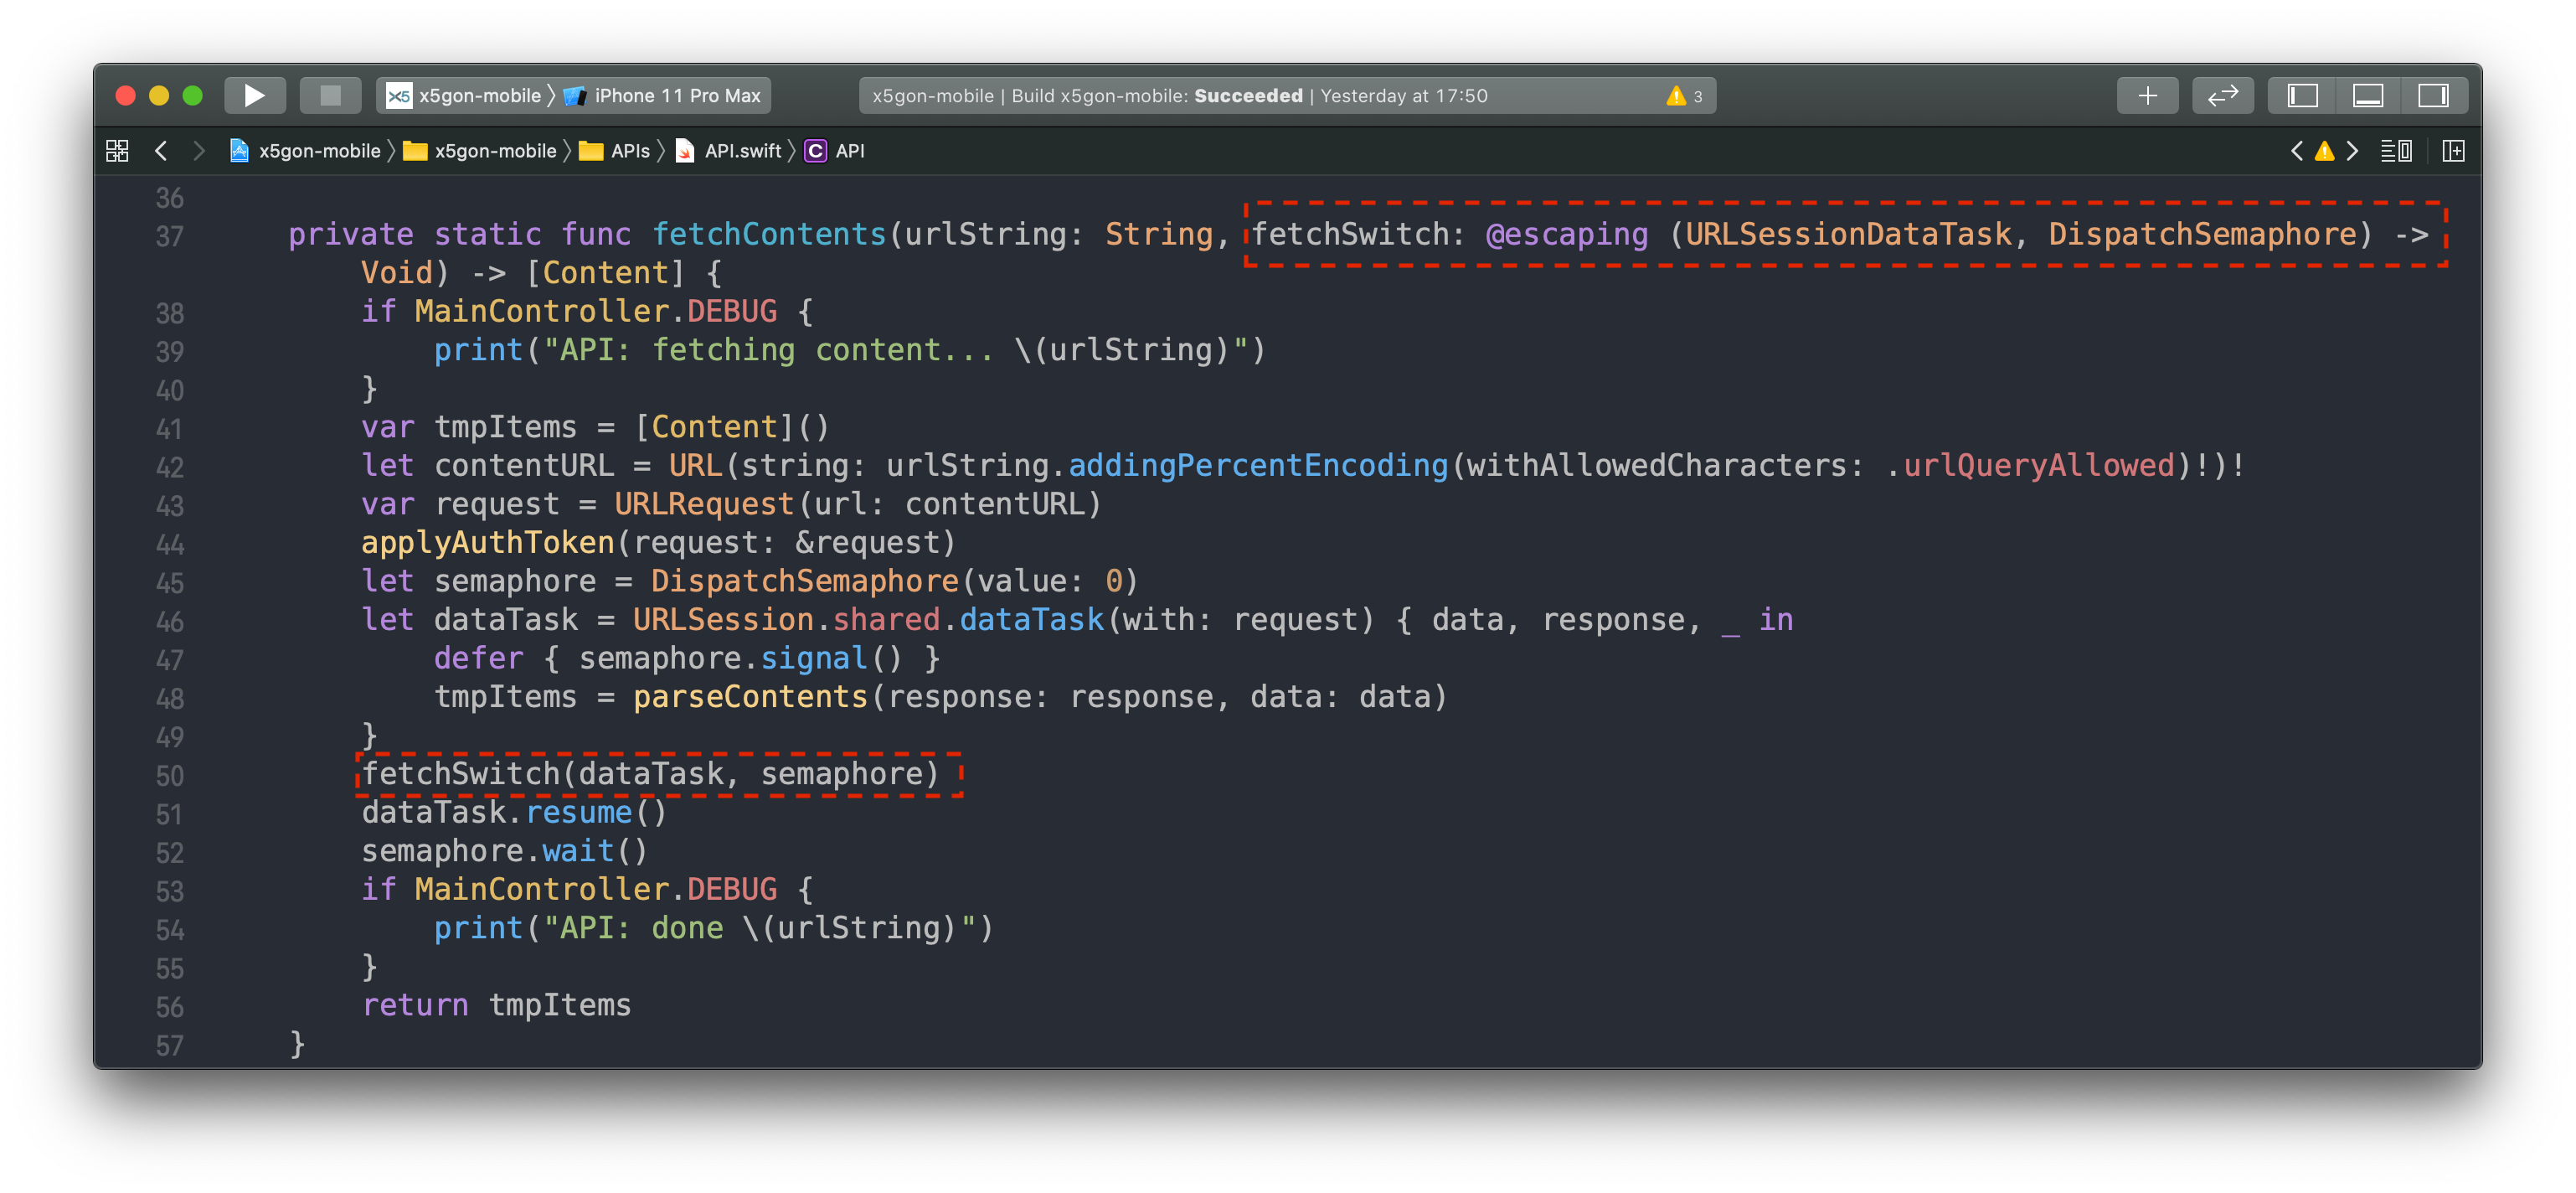 x5 x5gon-mobile 〉 iPhone 11 Pro Max x5gon-mobile | Build x5gon-mobile: Succeeded | Yesterday at 17:50 3
x5gon-mobile 〉 x5gon-mobile 〉 APIs 〉 API.swift 〉 C API
36
37 private static func fetchContents(urlString: String, fetchSwitch: @escaping (URLSessionDataTask, DispatchSemaphore) ->
Void) -> [Content] {
38 if MainController.DEBUG {
39 print("API: fetching content... \(urlString)")
40 }
41 var tmpItems = [Content]()
42 let contentURL = URL(string: urlString.addingPercentEncoding(withAllowedCharacters: .urlQueryAllowed)!)!
43 var request = URLRequest(url: contentURL)
44 applyAuthToken(request: &request)
45 let semaphore = DispatchSemaphore(value: 0)
46 let dataTask = URLSession.shared.dataTask(with: request) { data, response, _ in
47 defer { semaphore.signal() }
48 tmpItems = parseContents(response: response, data: data)
49 }
50 fetchSwitch(dataTask, semaphore)
51 dataTask.resume()
52 semaphore.wait()
53 if MainController.DEBUG {
54 print("API: done \(urlString)")
55 }
56 return tmpItems
57 }